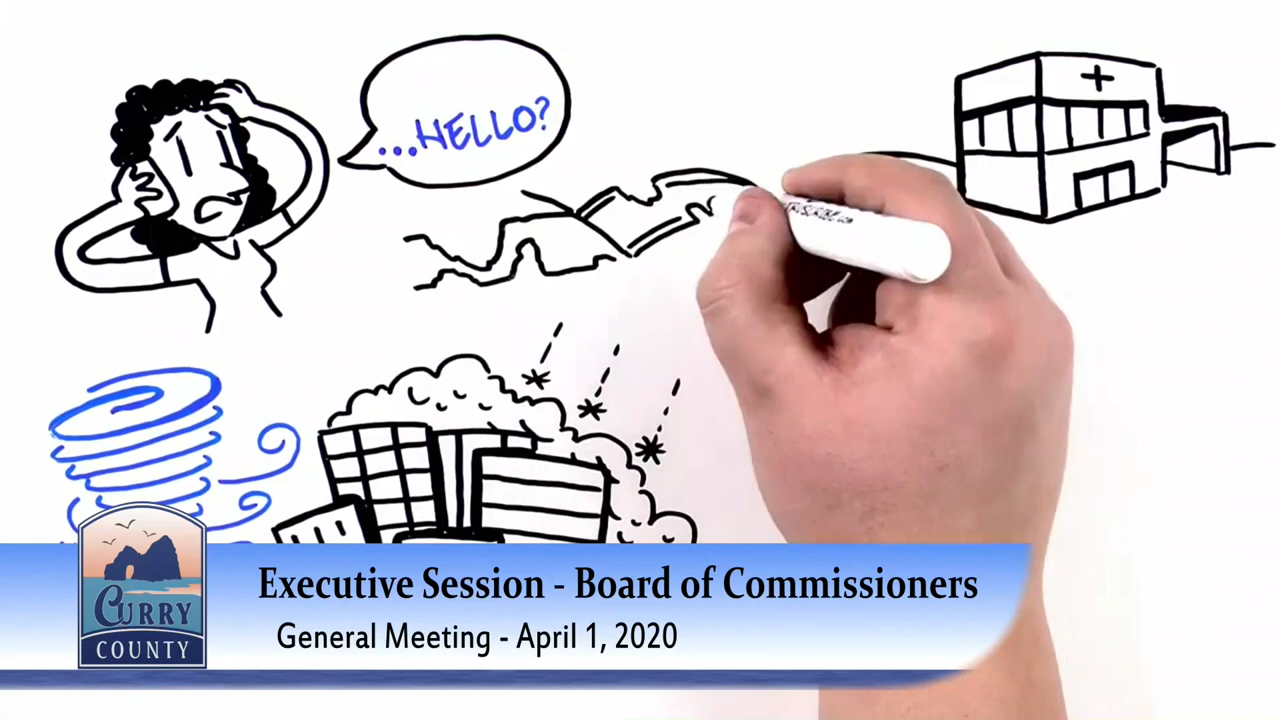 ...HELLO?
Executive Session - Board of Commissioners
General Meeting - April 1, 2020
CURRY
COUNTY